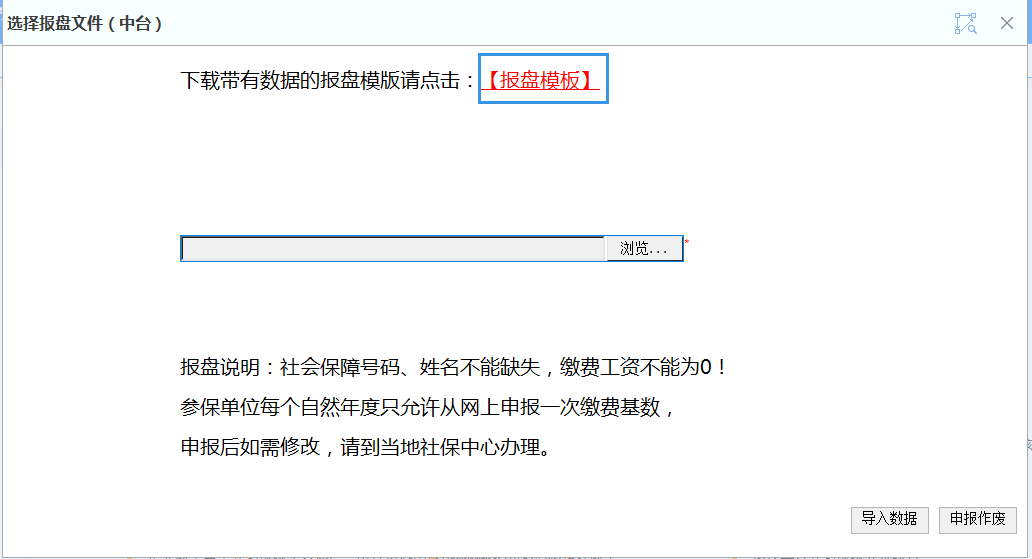 选择报盘文件（中台）
下载带有数据的报盘模版请点击：【报盘模板】
浏览... *
报盘说明：社会保障号码、姓名不能缺失，缴费工资不能为0！
参保单位每个自然年度只允许从网上申报一次缴费基数，
申报后如需修改，请到当地社保中心办理。
导入数据 申报作废